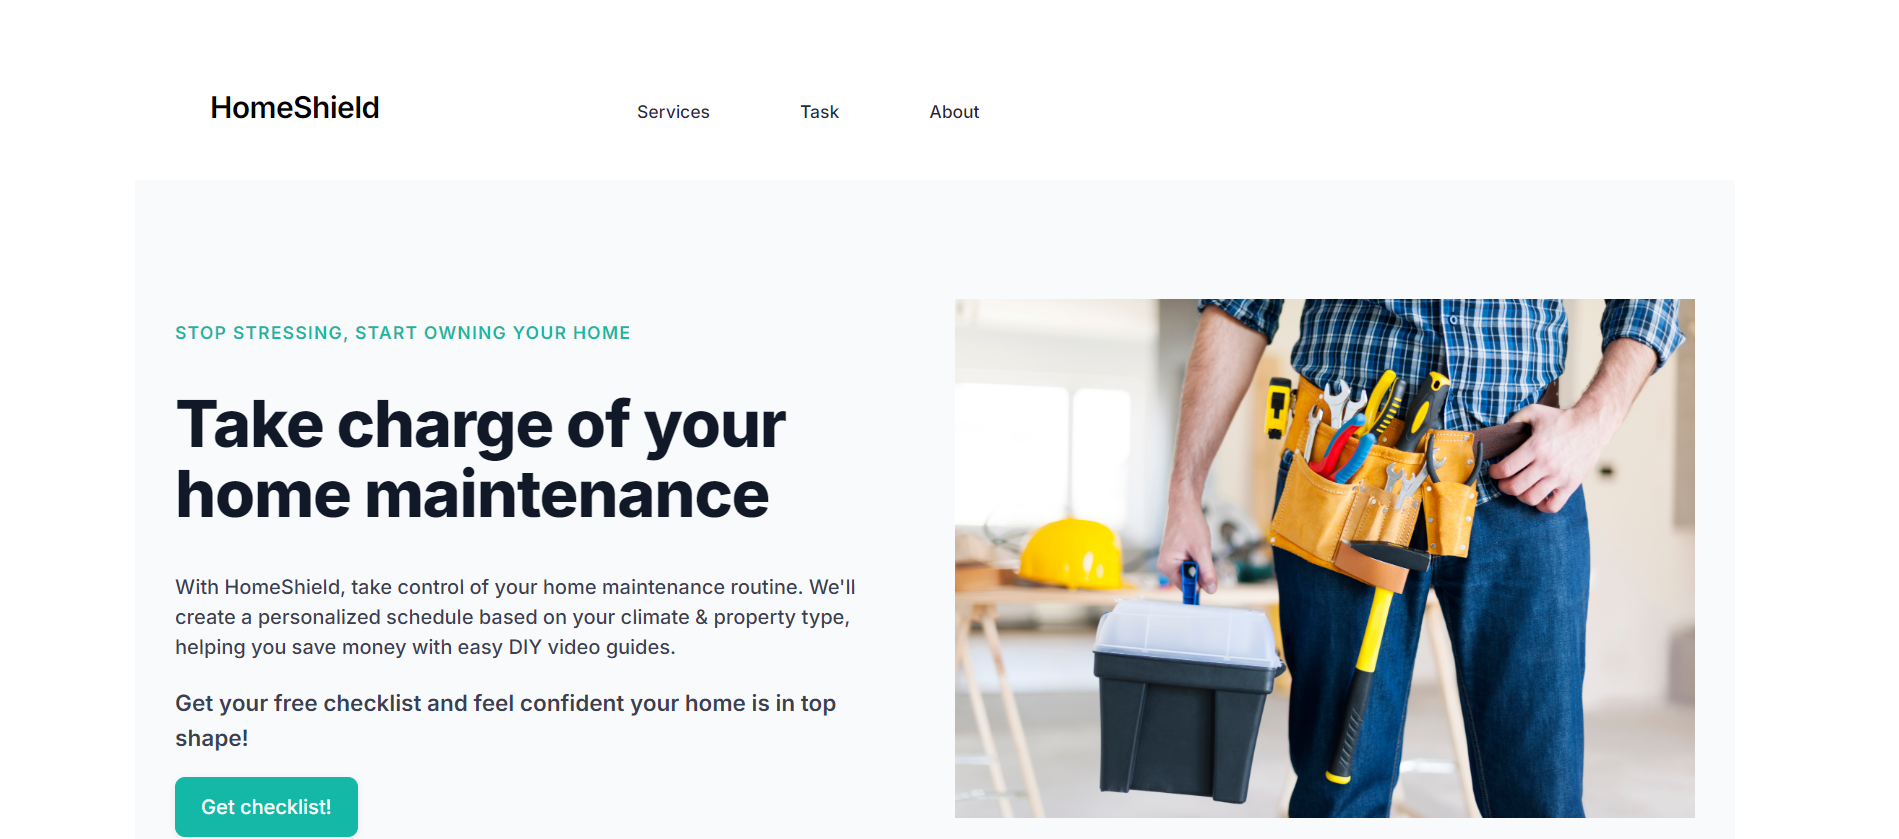 HomeShield
Services
Task
About
STOP STRESSING, START OWNING YOUR HOME
Take charge of your
home maintenance
With HomeShield, take control of your home maintenance routine. We'll
create a personalized schedule based on your climate & property type,
helping you save money with easy DIY video guides.
Get your free checklist and feel confident your home is in top
shape!
Get checklist!